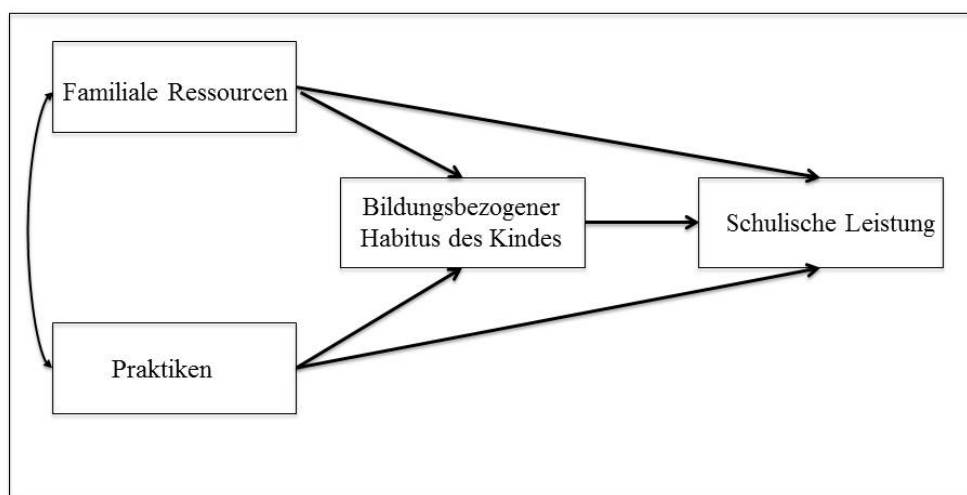 Familiale Ressourcen
Bildungsbezogener
Habitus des Kindes
Schulische Leistung
Praktiken